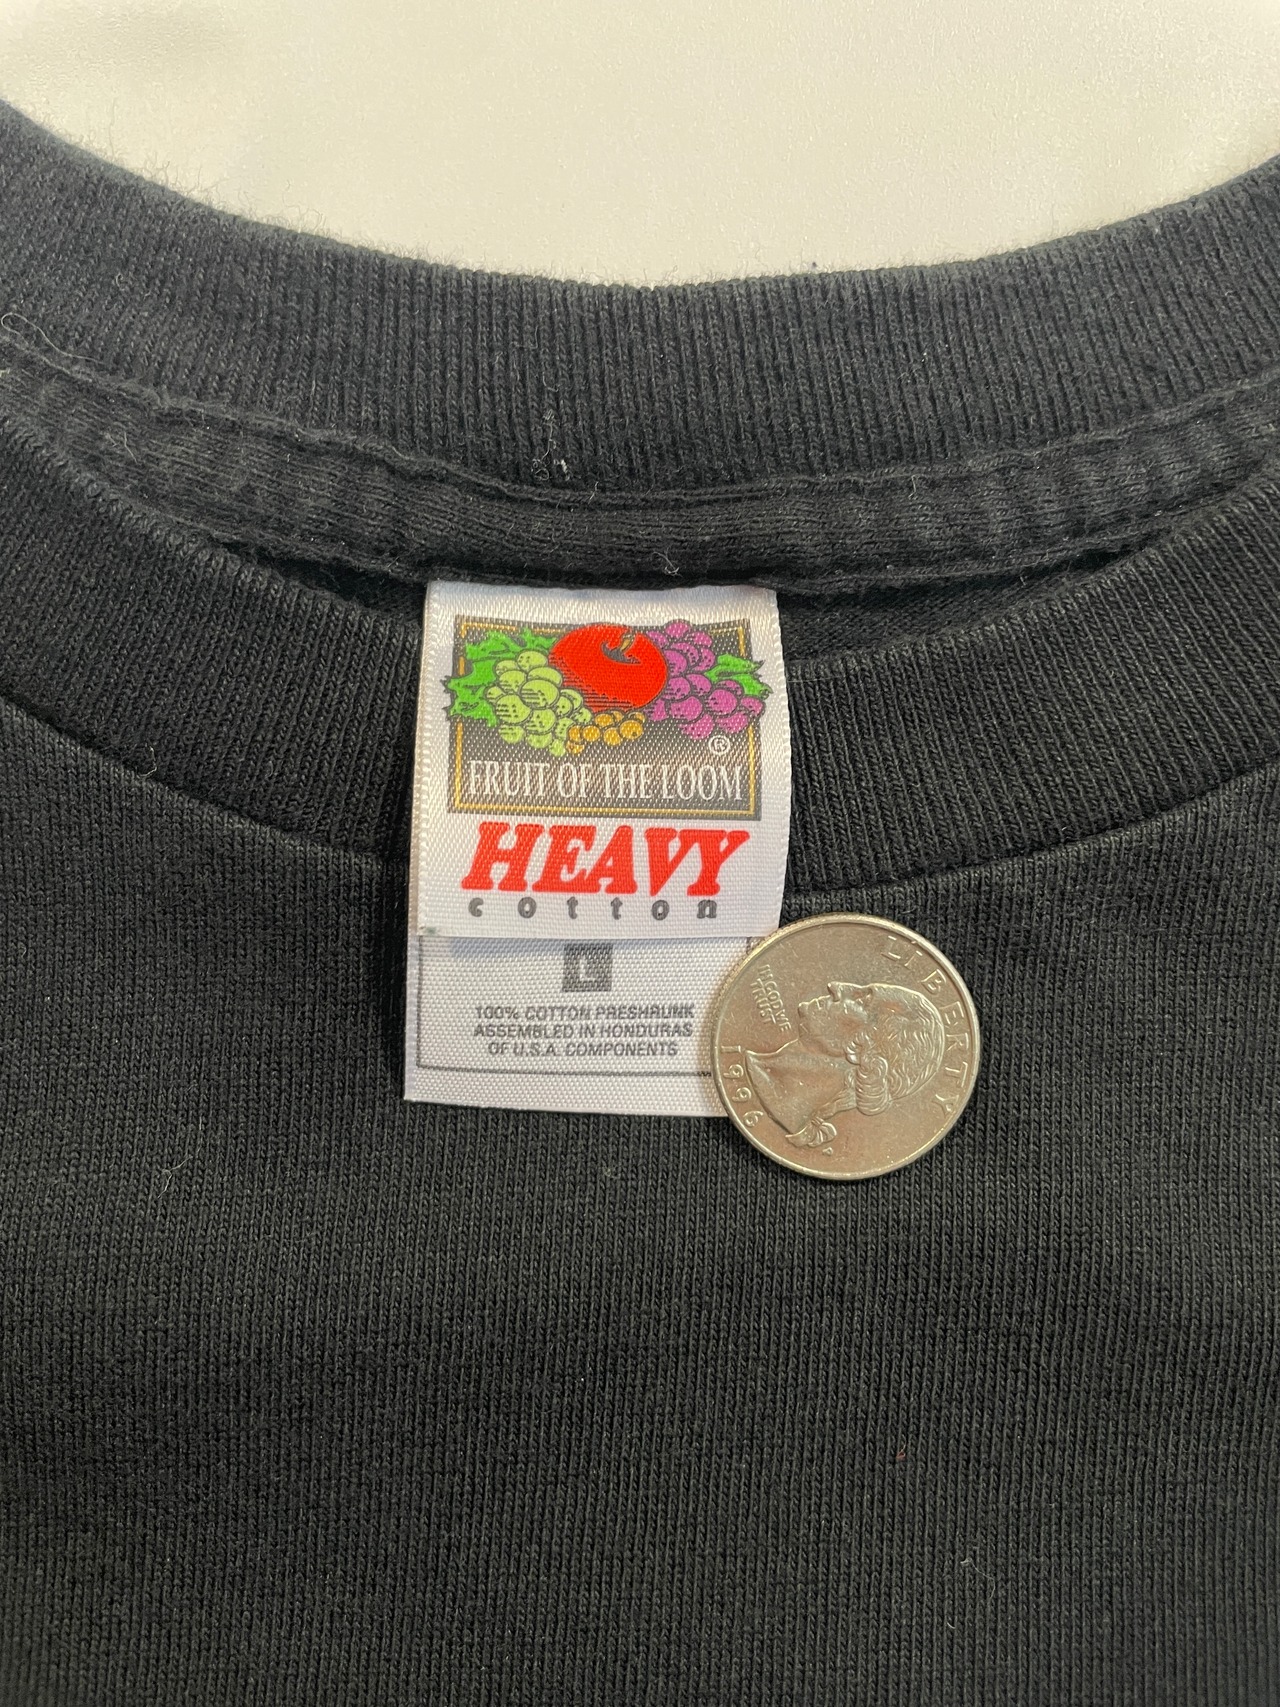 ®
FRUIT OF THE LOOM
HEAVY
cotton
L
100% COTTON PRESHRUNK
ASSEMBLED IN HONDURAS
OF U.S.A. COMPONENTS
LIBERTY
IN GOD WE
TRUST
1996
P